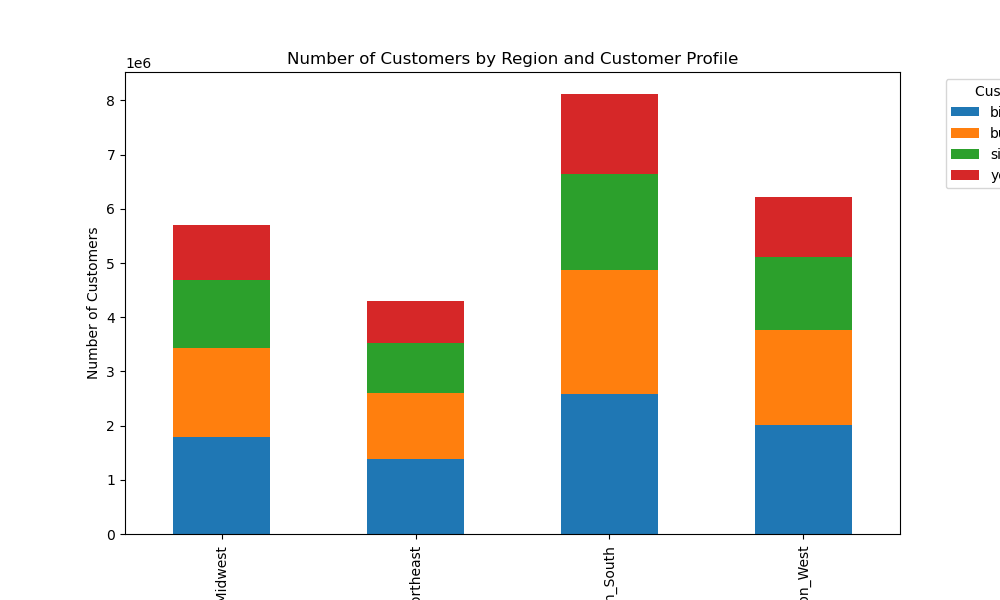 Number of Customers by Region and Customer Profile
1e6
8
7
6
5
4
3
2
1
0
Number of Customers
Midwest
ortheast
n_South
on_West
Cus
bi
bu
si
yo